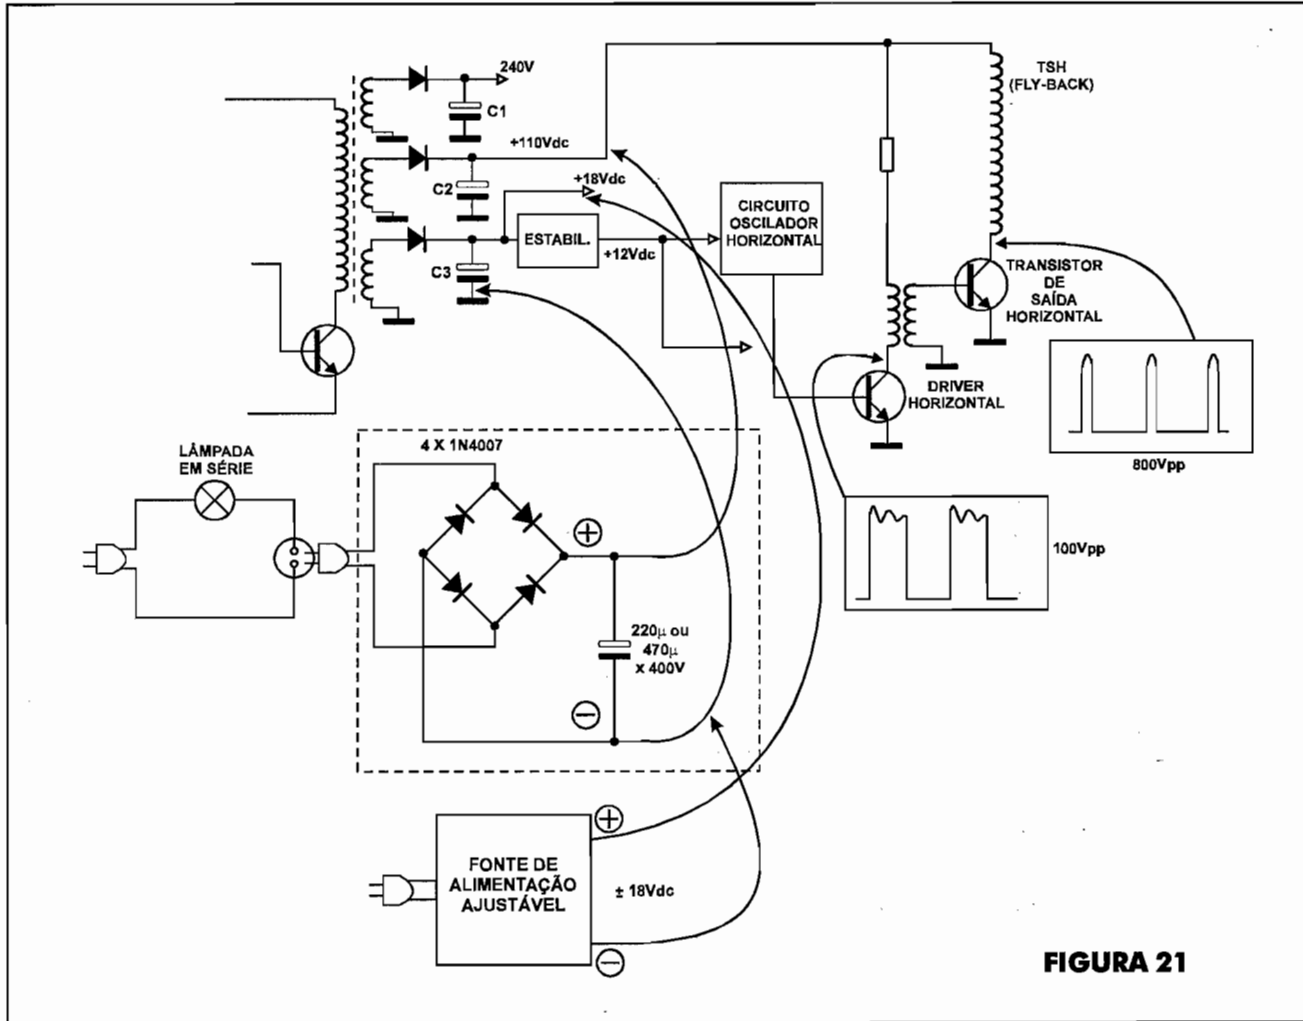 240V
C1
+110Vdc
C2
+18Vdc
ESTABIL.
+12Vdc
C3
CIRCUITO
OSCILADOR
HORIZONTAL
TSH
(FLY-BACK)
TRANSISTOR
DE
SAÍDA
HORIZONTAL
DRIVER
HORIZONTAL
800Vpp
100Vpp
LÂMPADA
EM SÉRIE
4 X 1N4007
+
220µ ou
470µ
x 400V
−
FONTE DE
ALIMENTAÇÃO
AJUSTÁVEL
+
± 18Vdc
−
FIGURA 21